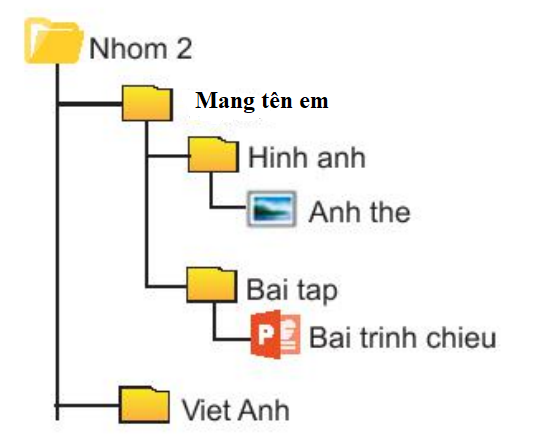 Nhom 2
Mang tên em
Hinh anh
Anh the
Bai tap
P
Bai trinh chieu
Viet Anh